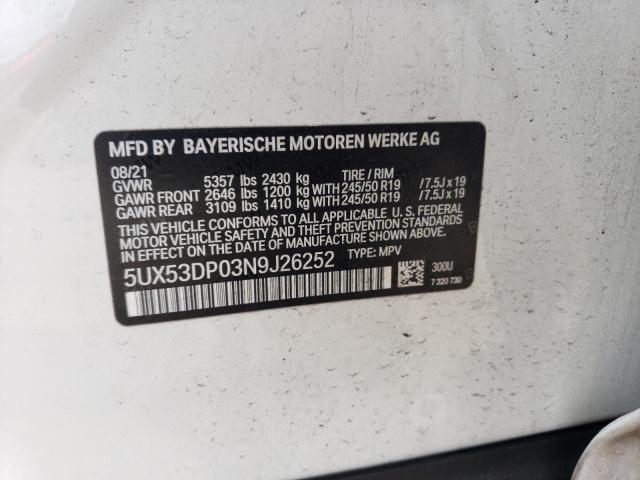 MFD BY BAYERISCHE MOTOREN WERKE AG
08/21 TIRE / RIM
GVWR 5357 lbs 2430 kg
GAWR FRONT 2646 lbs 1200 kg WITH 245/50 R19 / 7.5J x 19
GAWR REAR 3109 lbs 1410 kg WITH 245/50 R19 / 7.5J x 19
THIS VEHICLE CONFORMS TO ALL APPLICABLE U. S. FEDERAL
MOTOR VEHICLE SAFETY AND THEFT PREVENTION STANDARDS
IN EFFECT ON THE DATE OF MANUFACTURE SHOWN ABOVE.
5UX53DP03N9J26252 TYPE: MPV
300U
7 320 730